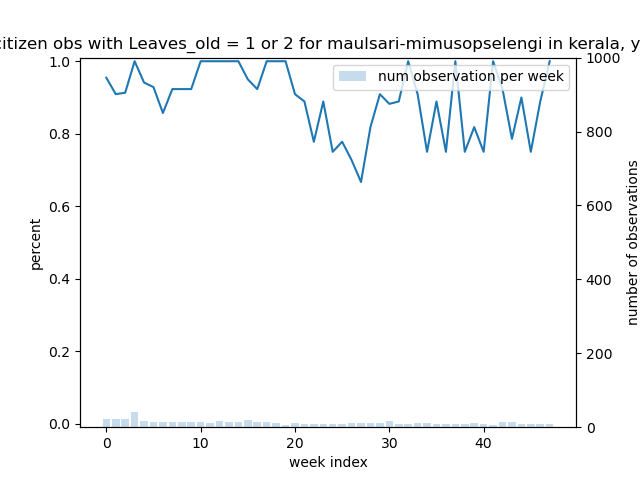 citizen obs with Leaves_old = 1 or 2 for maulsari-mimusopselengi in kerala, y
num observation per week
1.0
0.8
0.6
0.4
0.2
0.0
percent
1000
800
600
400
200
0
number of observations
0 10 20 30 40
week index